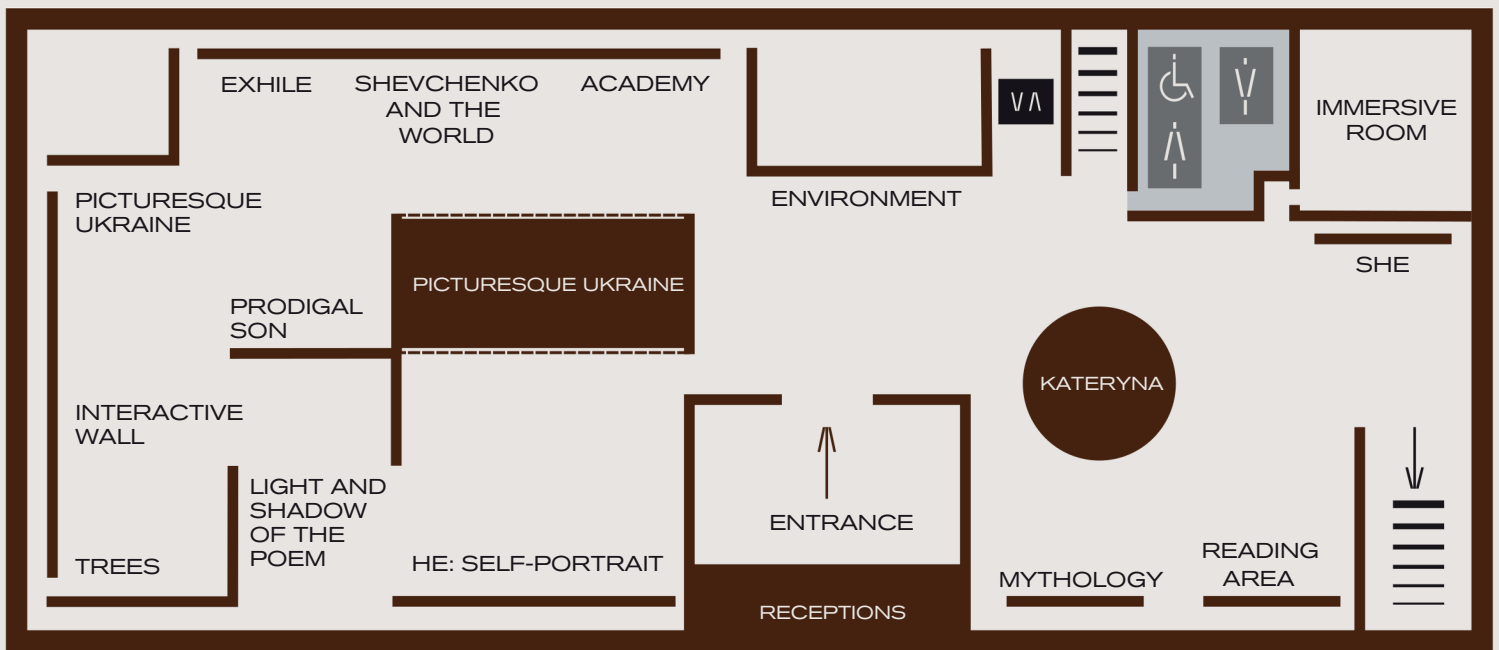 EXHILE
SHEVCHENKO
AND THE
WORLD
ACADEMY
IMMERSIVE
ROOM
PICTURESQUE
UKRAINE
ENVIRONMENT
SHE
PICTURESQUE UKRAINE
PRODIGAL
SON
KATERYNA
INTERACTIVE
WALL
LIGHT AND
SHADOW
OF THE
POEM
ENTRANCE
TREES
HE: SELF-PORTRAIT
READING
AREA
MYTHOLOGY
RECEPTIONS